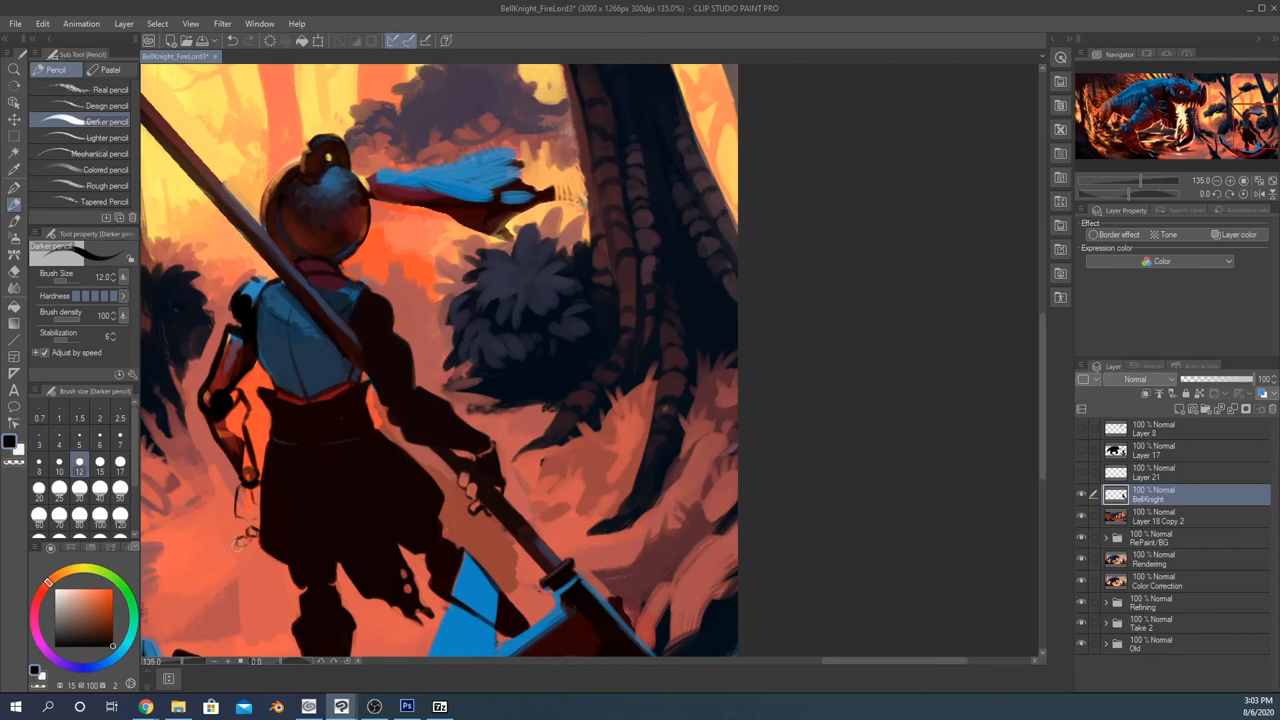 BellKnight_FireLord3* (3000 x 1266px 300dpi 135.0%) - CLIP STUDIO PAINT PRO
File Edit Animation Layer Select View Filter Window Help
Sub Tool [Pencil]
BellKnight_FireLord3*
Navigator
Pencil Pastel
Real pencil
Design pencil
Darker pencil
Lighter pencil
Mechanical pencil
Colored pencil
Rough pencil
Tapered Pencil
135.0
0.0
Layer Property
Effect
Border effect Tone Layer color
Expression color
Color
Tool property [Darker pencil]
Darker pencil
Brush Size 12.0
Hardness
Brush density 100
Stabilization 6
Adjust by speed
Brush size [Darker pencil]
0.7 1 1.5 2 2.5
3 4 5 6 7
8 10 12 15 17
20 25 30 40 50
60 70 80 100 120
Layer
Normal 100
100 % Normal
Layer 8
100 % Normal
Layer 17
100 % Normal
Layer 21
100 % Normal
BellKnight
100 % Normal
Layer 18 Copy 2
100 % Normal
RePaint/BG
100 % Normal
Rendering
100 % Normal
Color Correction
100 % Normal
Refining
100 % Normal
Take 2
100 % Normal
Old
135.0 0.0
15 100 2
Ps
3:03 PM
8/6/2020